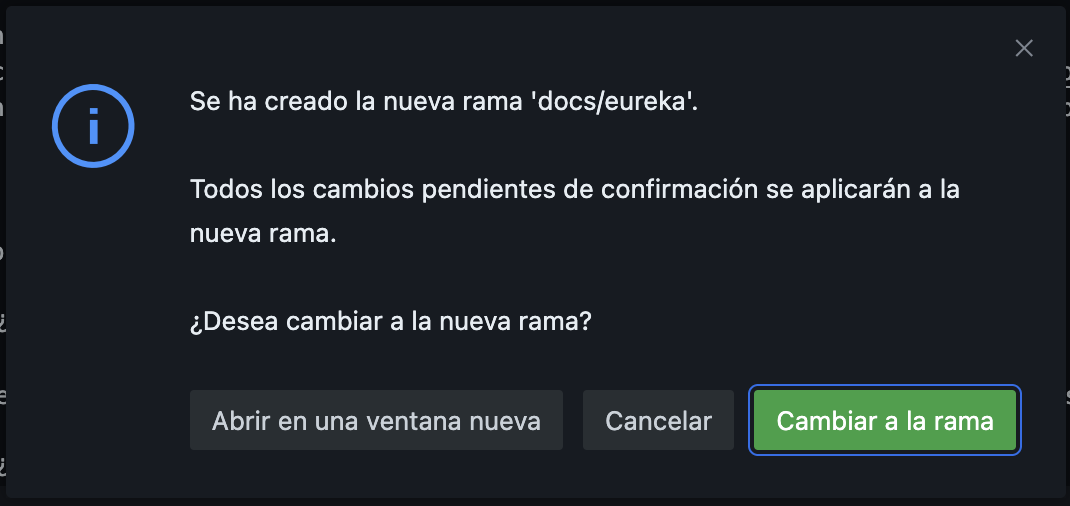 Se ha creado la nueva rama 'docs/eureka'.
Todos los cambios pendientes de confirmación se aplicarán a la
nueva rama.
¿Desea cambiar a la nueva rama?
Abrir en una ventana nueva
Cancelar
Cambiar a la rama